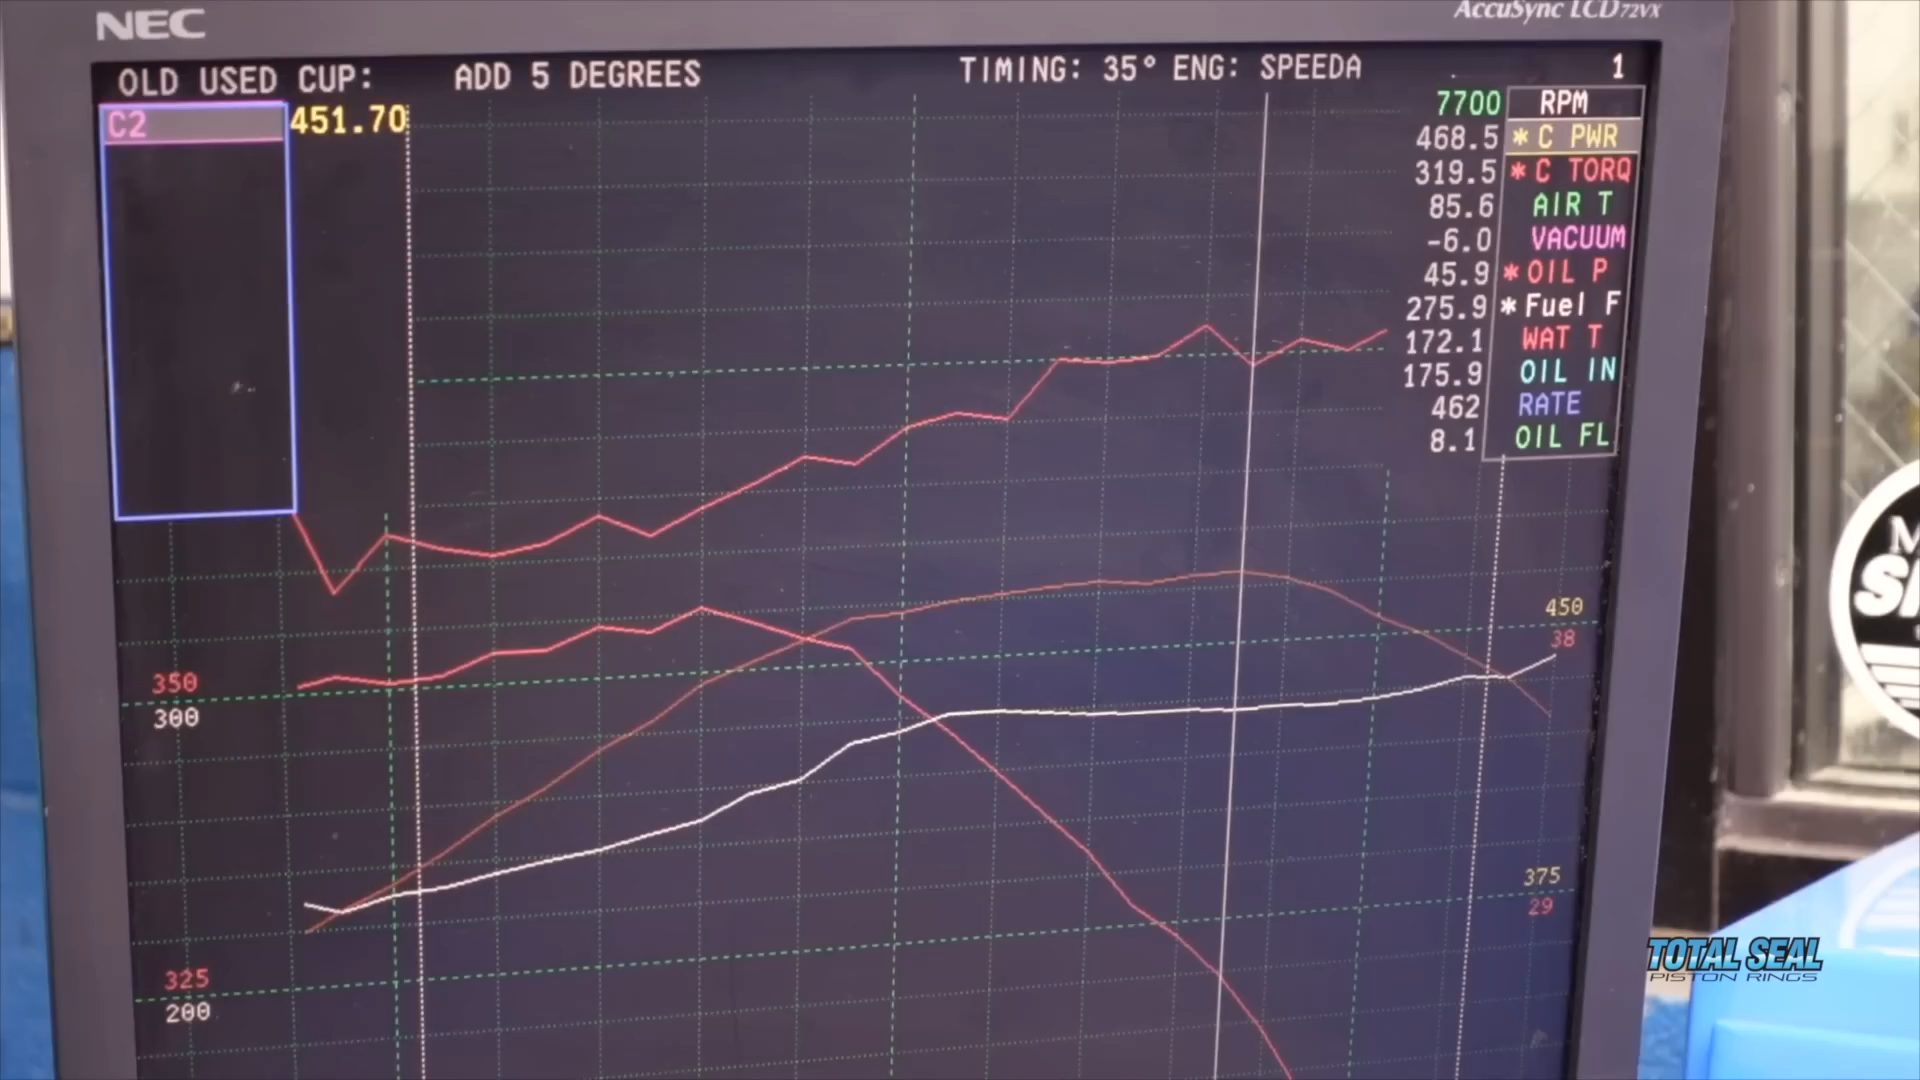 NEC
AccuSync LCD72VX
OLD USED CUP: ADD 5 DEGREES TIMING: 35° ENG: SPEEDA 1
C2 451.70
7700 RPM
468.5 * C PWR
319.5 * C TORQ
85.6 AIR T
-6.0 VACUUM
45.9 * OIL P
275.9 * Fuel F
172.1 WAT T
175.9 OIL IN
462 RATE
8.1 OIL FL
450
38
350
300
375
29
325
200
TOTAL SEAL
PISTON RINGS